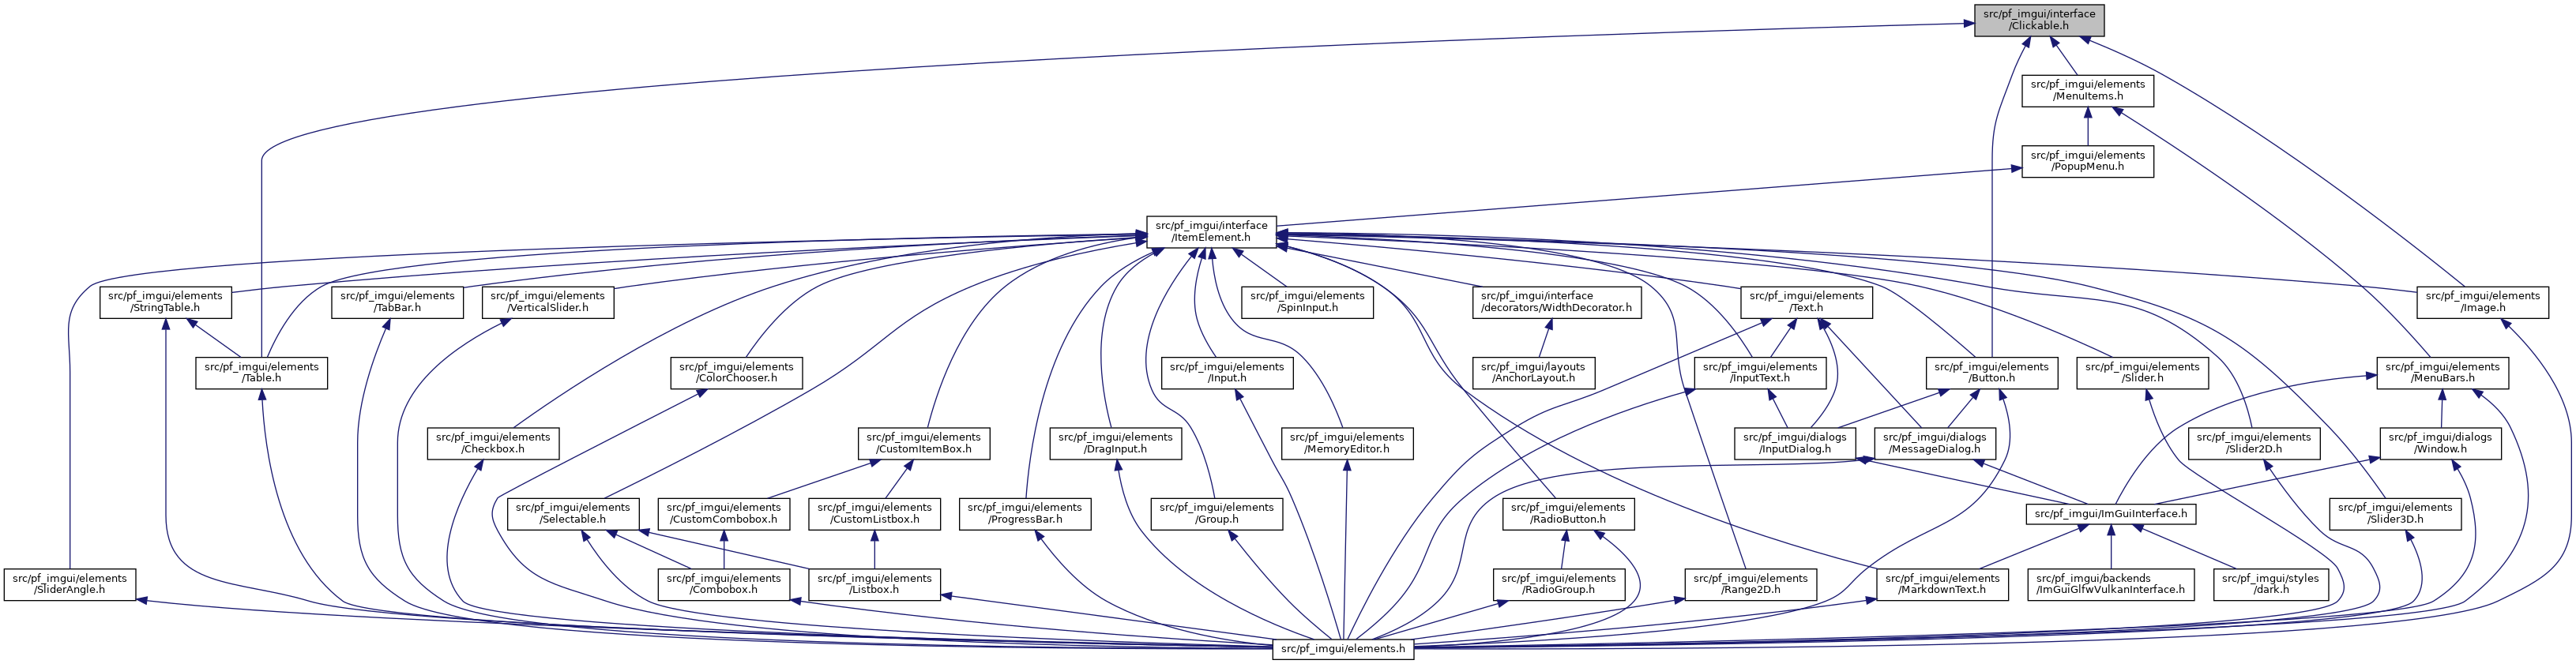 src/pf_imgui/interface
/Clickable.h
src/pf_imgui/elements
/MenuItems.h
src/pf_imgui/elements
/PopupMenu.h
src/pf_imgui/interface
/ItemElement.h
src/pf_imgui/elements
/StringTable.h
src/pf_imgui/elements
/TabBar.h
src/pf_imgui/elements
/VerticalSlider.h
src/pf_imgui/elements
/SpinInput.h
src/pf_imgui/interface
/decorators/WidthDecorator.h
src/pf_imgui/elements
/Text.h
src/pf_imgui/elements
/Image.h
src/pf_imgui/elements
/Table.h
src/pf_imgui/elements
/ColorChooser.h
src/pf_imgui/elements
/Input.h
src/pf_imgui/layouts
/AnchorLayout.h
src/pf_imgui/elements
/InputText.h
src/pf_imgui/elements
/Button.h
src/pf_imgui/elements
/Slider.h
src/pf_imgui/elements
/MenuBars.h
src/pf_imgui/elements
/Checkbox.h
src/pf_imgui/elements
/CustomItemBox.h
src/pf_imgui/elements
/DragInput.h
src/pf_imgui/elements
/MemoryEditor.h
src/pf_imgui/dialogs
/InputDialog.h
src/pf_imgui/dialogs
/MessageDialog.h
src/pf_imgui/elements
/Slider2D.h
src/pf_imgui/dialogs
/Window.h
src/pf_imgui/elements
/Selectable.h
src/pf_imgui/elements
/CustomCombobox.h
src/pf_imgui/elements
/CustomListbox.h
src/pf_imgui/elements
/ProgressBar.h
src/pf_imgui/elements
/Group.h
src/pf_imgui/elements
/RadioButton.h
src/pf_imgui/ImGuiInterface.h
src/pf_imgui/elements
/Slider3D.h
src/pf_imgui/elements
/SliderAngle.h
src/pf_imgui/elements
/Combobox.h
src/pf_imgui/elements
/Listbox.h
src/pf_imgui/elements
/RadioGroup.h
src/pf_imgui/elements
/Range2D.h
src/pf_imgui/elements
/MarkdownText.h
src/pf_imgui/backends
/ImGuiGlfwVulkanInterface.h
src/pf_imgui/styles
/dark.h
src/pf_imgui/elements.h